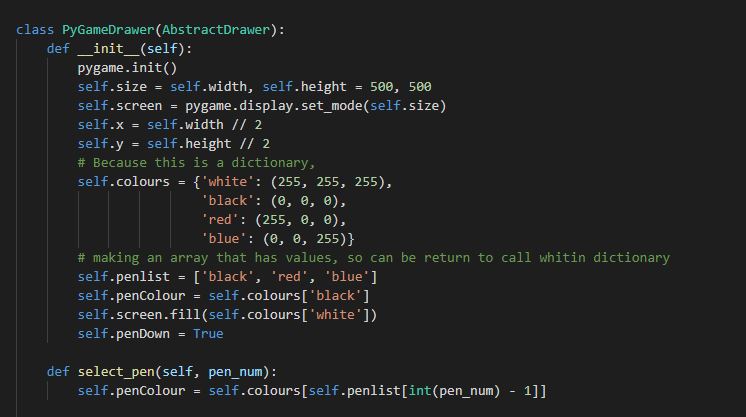 class PyGameDrawer(AbstractDrawer):
    def __init__(self):
        pygame.init()
        self.size = self.width, self.height = 500, 500
        self.screen = pygame.display.set_mode(self.size)
        self.x = self.width // 2
        self.y = self.height // 2
        # Because this is a dictionary,
        self.colours = {'white': (255, 255, 255),
                        'black': (0, 0, 0),
                        'red': (255, 0, 0),
                        'blue': (0, 0, 255)}
        # making an array that has values, so can be return to call whitin dictionary
        self.penlist = ['black', 'red', 'blue']
        self.penColour = self.colours['black']
        self.screen.fill(self.colours['white'])
        self.penDown = True

    def select_pen(self, pen_num):
        self.penColour = self.colours[self.penlist[int(pen_num) - 1]]